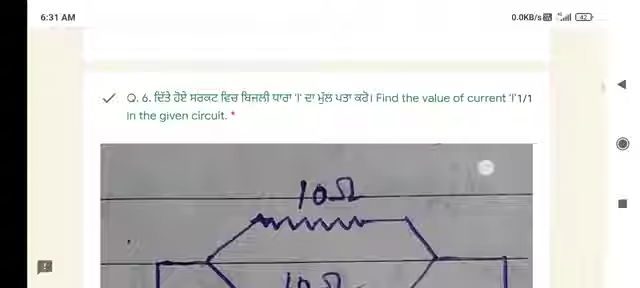 6:31 AM 0.0KB/s 42
Q. 6. ਦਿੱਤੇ ਹੋਏ ਸਰਕਟ ਵਿਚ ਬਿਜਲੀ ਧਾਰਾ 'I' ਦਾ ਮੁੱਲ ਪਤਾ ਕਰੋ। Find the value of current 'I' 1/1
in the given circuit. *
10Ω
10Ω